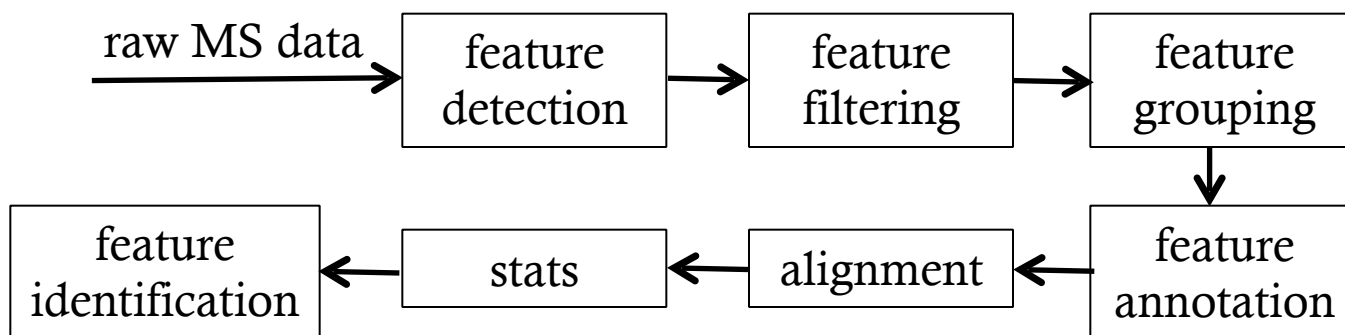 raw MS data
feature
detection
feature
filtering
feature
grouping
feature
annotation
alignment
stats
feature
identification